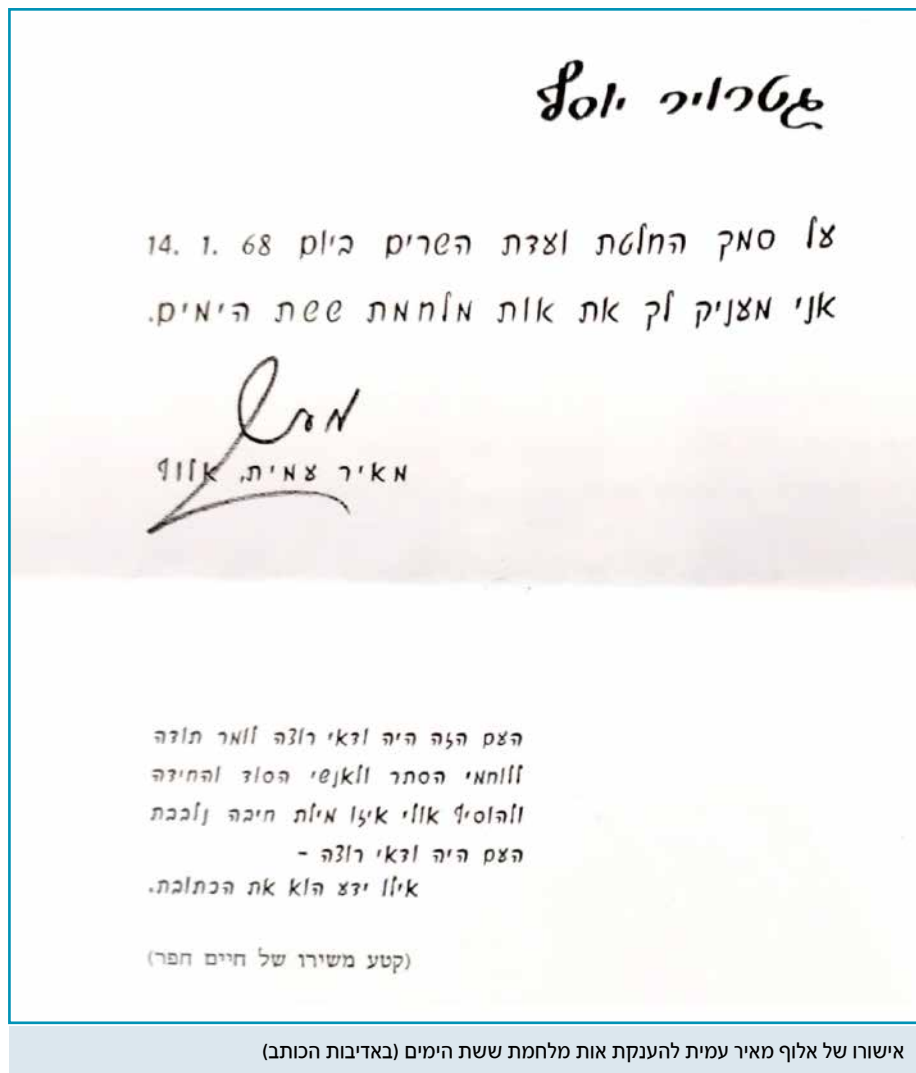 גטרויר יוסף
על סמך החלטת ועדת השרים ביום 14. 1. 68
אני מעניק לך את אות מלחמת ששת הימים.
מאיר עמית, אלוף
העם הזה היה ודאי רוצה לומר תודה
ללוחמי הסתר ולאנשי הסוד והחידה
ולהוסיף אולי איזו מילת חיבה נלבבת
העם היה ודאי רוצה -
אילו ידע הוא את הכתובת.
(קטע משירו של חיים חפר)
אישורו של אלוף מאיר עמית להענקת אות מלחמת ששת הימים (באדיבות הכותב)